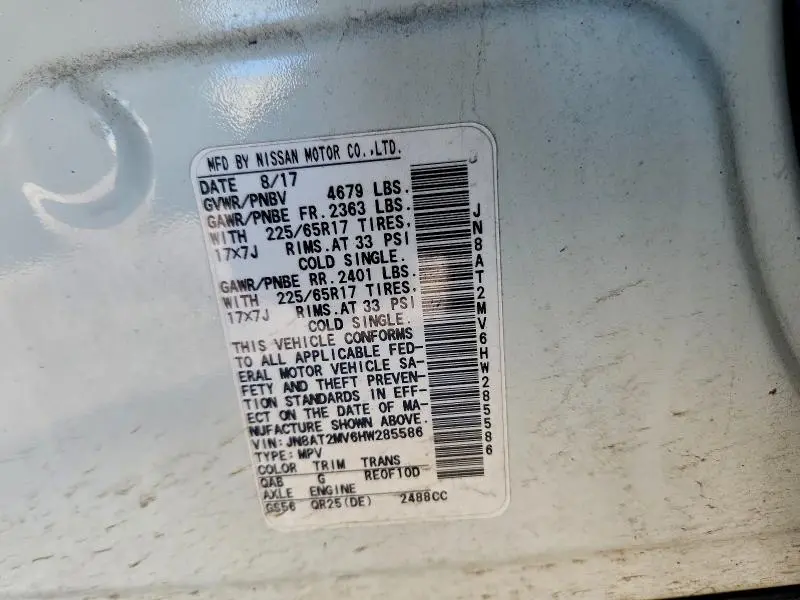 MFD BY NISSAN MOTOR CO.,LTD.
DATE 8/17
GVWR/PNBV 4679 LBS.
GAWR/PNBE FR. 2363 LBS.
WITH 225/65R17 TIRES,
17X7J RIMS.AT 33 PSI
COLD SINGLE.
GAWR/PNBE RR. 2401 LBS.
WITH 225/65R17 TIRES,
17X7J RIMS.AT 33 PSI
COLD SINGLE.
THIS VEHICLE CONFORMS
TO ALL APPLICABLE FED-
ERAL MOTOR VEHICLE SA-
FETY AND THEFT PREVEN-
TION STANDARDS IN EFF-
ECT ON THE DATE OF MA-
NUFACTURE SHOWN ABOVE.
VIN: JN8AT2MV6HW285586
TYPE: MPV
COLOR TRIM TRANS
QAB G RE0F10D
AXLE ENGINE
GS56 QR25(DE) 2488CC
JN8AT2MV6HW285586